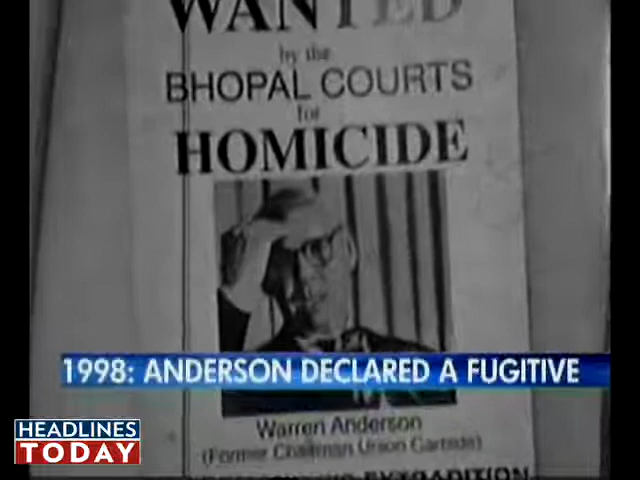 WANTED
by the
BHOPAL COURTS
for
HOMICIDE
1998: ANDERSON DECLARED A FUGITIVE
Warren Anderson
(Former Chairman Union Carbide)
EXTRADITION
HEADLINES
TODAY